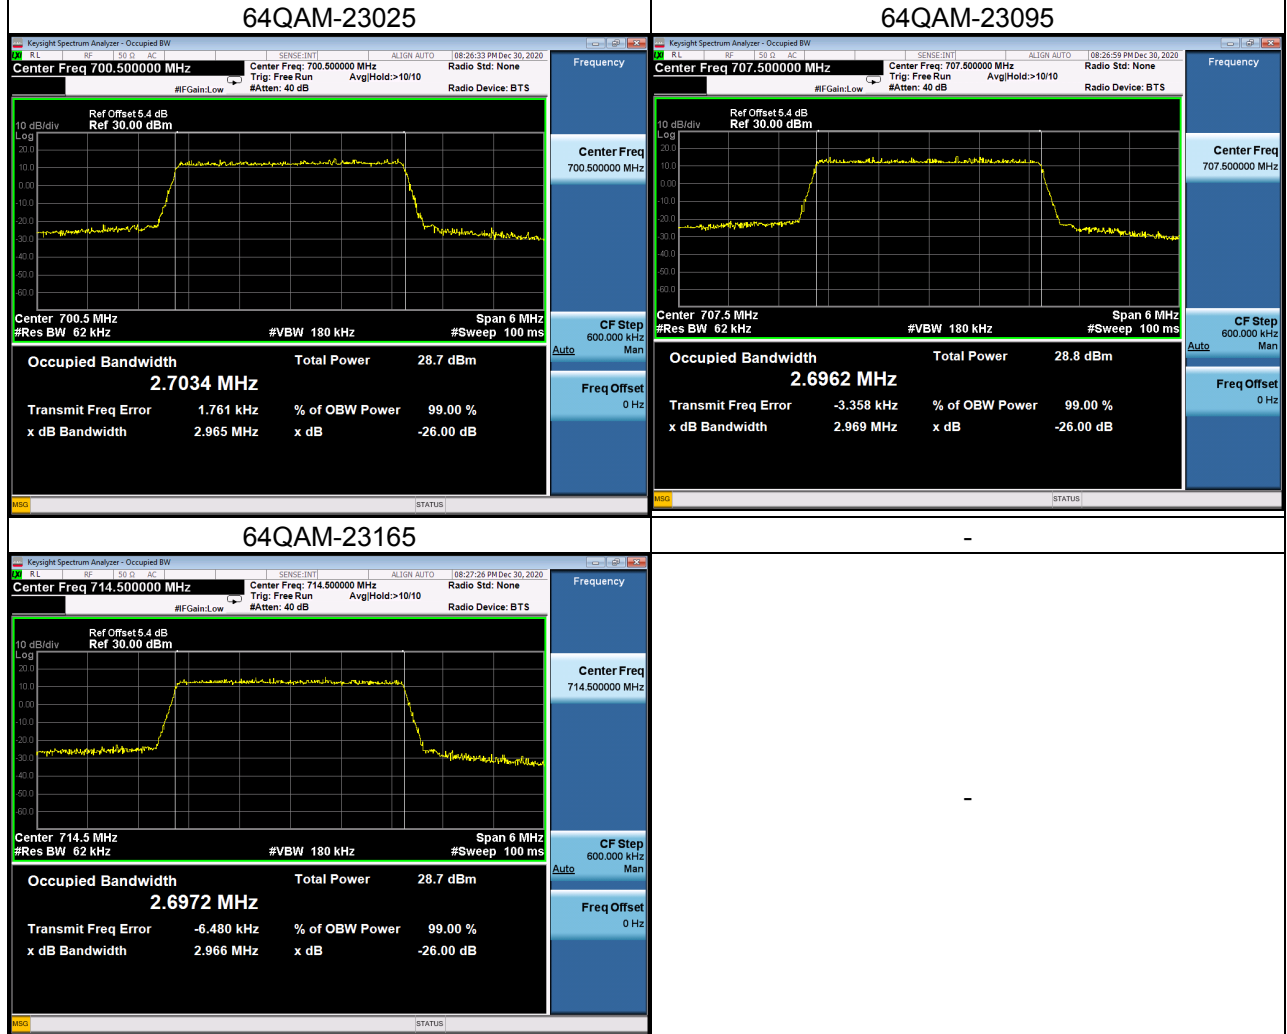 64QAM-23025
Keysight Spectrum Analyzer - Occupied BW
LXI RL RF 50 Ω AC SENSE:INT ALIGN AUTO 08:26:33 PM Dec 30, 2020
Center Freq 700.500000 MHz
Center Freq: 700.500000 MHz Radio Std: None
Trig: Free Run Avg|Hold:>10/10
#IFGain:Low #Atten: 40 dB Radio Device: BTS
Ref Offset 5.4 dB
10 dB/div Ref 30.00 dBm
Log
20.0
10.0
0.00
-10.0
-20.0
-30.0
-40.0
-50.0
-60.0
Center 700.5 MHz Span 6 MHz
#Res BW 62 kHz #VBW 180 kHz #Sweep 100 ms
Occupied Bandwidth Total Power 28.7 dBm
2.7034 MHz
Transmit Freq Error 1.761 kHz % of OBW Power 99.00 %
x dB Bandwidth 2.965 MHz x dB -26.00 dB
MSG STATUS
Frequency
Center Freq
700.500000 MHz
CF Step
600.000 kHz
Auto Man
Freq Offset
0 Hz
64QAM-23095
Keysight Spectrum Analyzer - Occupied BW
LXI RL RF 50 Ω AC SENSE:INT ALIGN AUTO 08:26:59 PM Dec 30, 2020
Center Freq 707.500000 MHz
Center Freq: 707.500000 MHz Radio Std: None
Trig: Free Run Avg|Hold:>10/10
#IFGain:Low #Atten: 40 dB Radio Device: BTS
Ref Offset 5.4 dB
10 dB/div Ref 30.00 dBm
Log
20.0
10.0
0.00
-10.0
-20.0
-30.0
-40.0
-50.0
-60.0
Center 707.5 MHz Span 6 MHz
#Res BW 62 kHz #VBW 180 kHz #Sweep 100 ms
Occupied Bandwidth Total Power 28.8 dBm
2.6962 MHz
Transmit Freq Error -3.358 kHz % of OBW Power 99.00 %
x dB Bandwidth 2.969 MHz x dB -26.00 dB
MSG STATUS
Frequency
Center Freq
707.500000 MHz
CF Step
600.000 kHz
Auto Man
Freq Offset
0 Hz
64QAM-23165
Keysight Spectrum Analyzer - Occupied BW
LXI RL RF 50 Ω AC SENSE:INT ALIGN AUTO 08:27:26 PM Dec 30, 2020
Center Freq 714.500000 MHz
Center Freq: 714.500000 MHz Radio Std: None
Trig: Free Run Avg|Hold:>10/10
#IFGain:Low #Atten: 40 dB Radio Device: BTS
Ref Offset 5.4 dB
10 dB/div Ref 30.00 dBm
Log
20.0
10.0
0.00
-10.0
-20.0
-30.0
-40.0
-50.0
-60.0
Center 714.5 MHz Span 6 MHz
#Res BW 62 kHz #VBW 180 kHz #Sweep 100 ms
Occupied Bandwidth Total Power 28.7 dBm
2.6972 MHz
Transmit Freq Error -6.480 kHz % of OBW Power 99.00 %
x dB Bandwidth 2.966 MHz x dB -26.00 dB
MSG STATUS
Frequency
Center Freq
714.500000 MHz
CF Step
600.000 kHz
Auto Man
Freq Offset
0 Hz
-
-